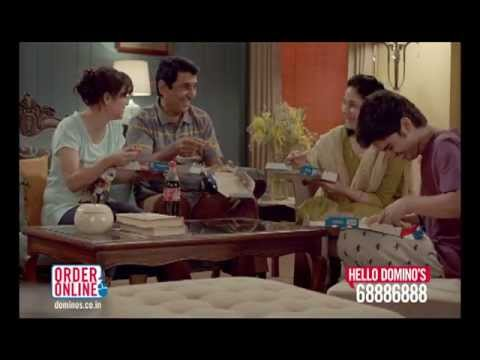 ORDER
ONLINE
dominos.co.in
HELLO DOMINO'S
68886888